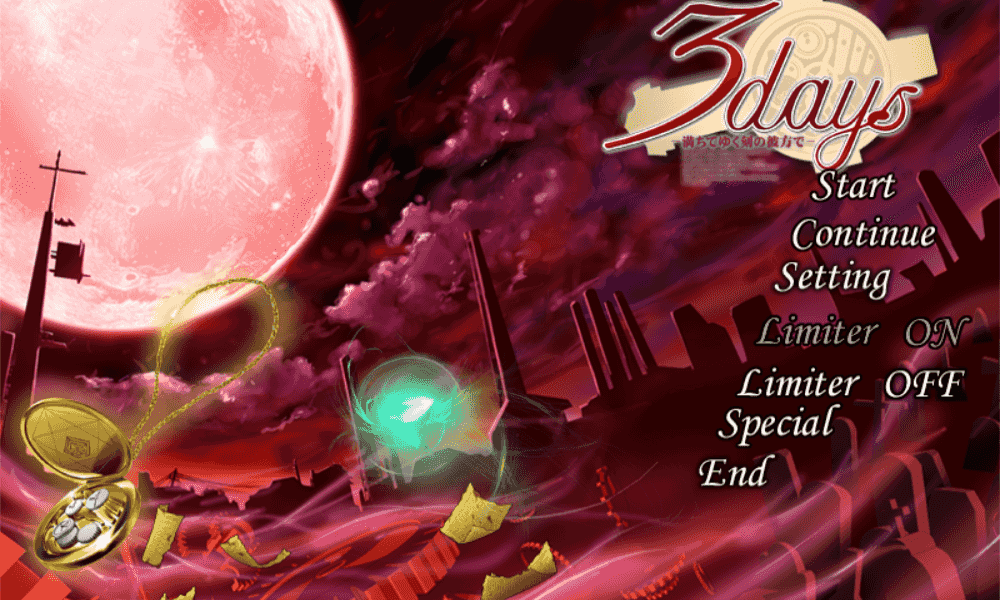 3days
満ちてゆく刻の彼方で
Start
Continue
Setting
Limiter ON
Limiter OFF
Special
End